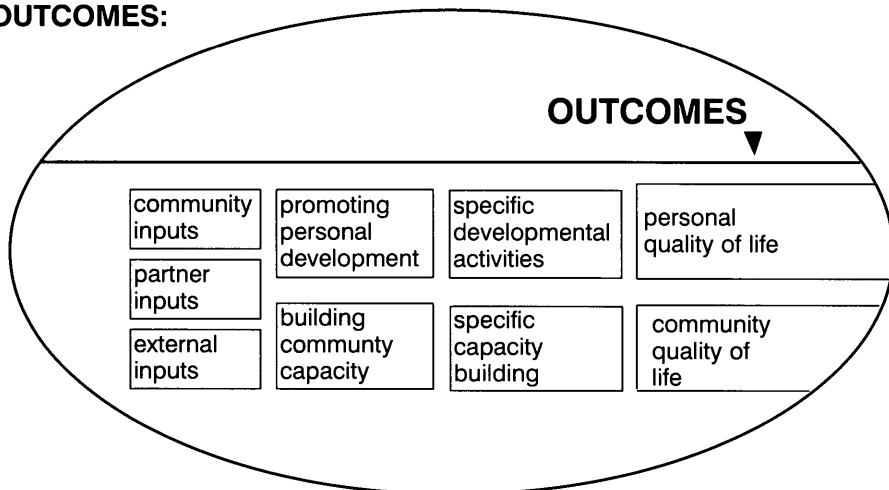 OUTCOMES:
OUTCOMES
community
inputs
partner
inputs
external
inputs
promoting
personal
development
building
communty
capacity
specific
developmental
activities
specific
capacity
building
personal
quality of life
community
quality of
life